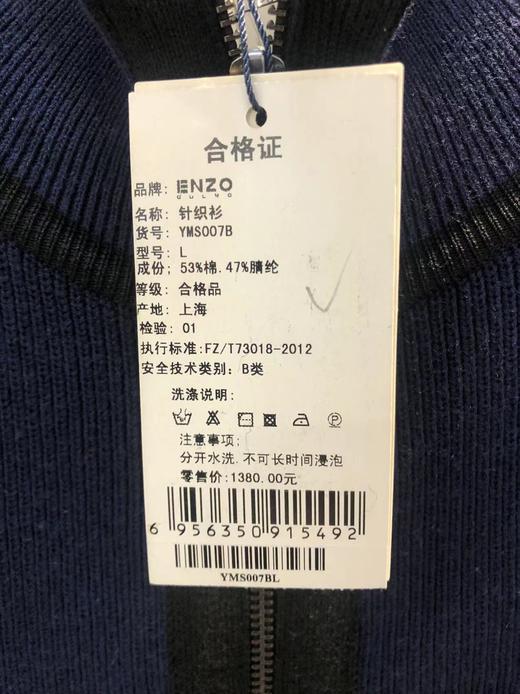 合格证
品牌: ENZO
GULYO
名称: 针织衫
货号: YMS007B
型号: L
成份: 53%棉.47%腈纶
等级: 合格品
产地: 上海
检验: 01
执行标准:FZ/T73018-2012
安全技术类别: B类
洗涤说明:
P
注意事项:
分开水洗.不可长时间浸泡
零售价:1380.00元
6 956350 915492
YMS007BL